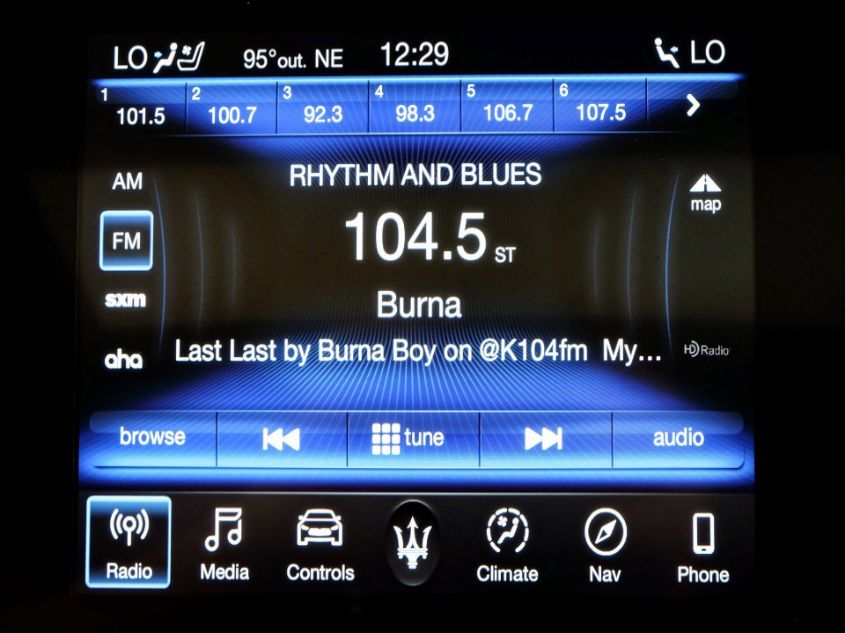 LO 95° out. NE 12:29 LO
1 2 3 4 5 6
101.5 100.7 92.3 98.3 106.7 107.5
AM
RHYTHM AND BLUES
map
FM
104.5 ST
sxm
Burna
aha
Last Last by Burna Boy on @K104fm My...
HD Radio
browse tune audio
Radio Media Controls Climate Nav Phone